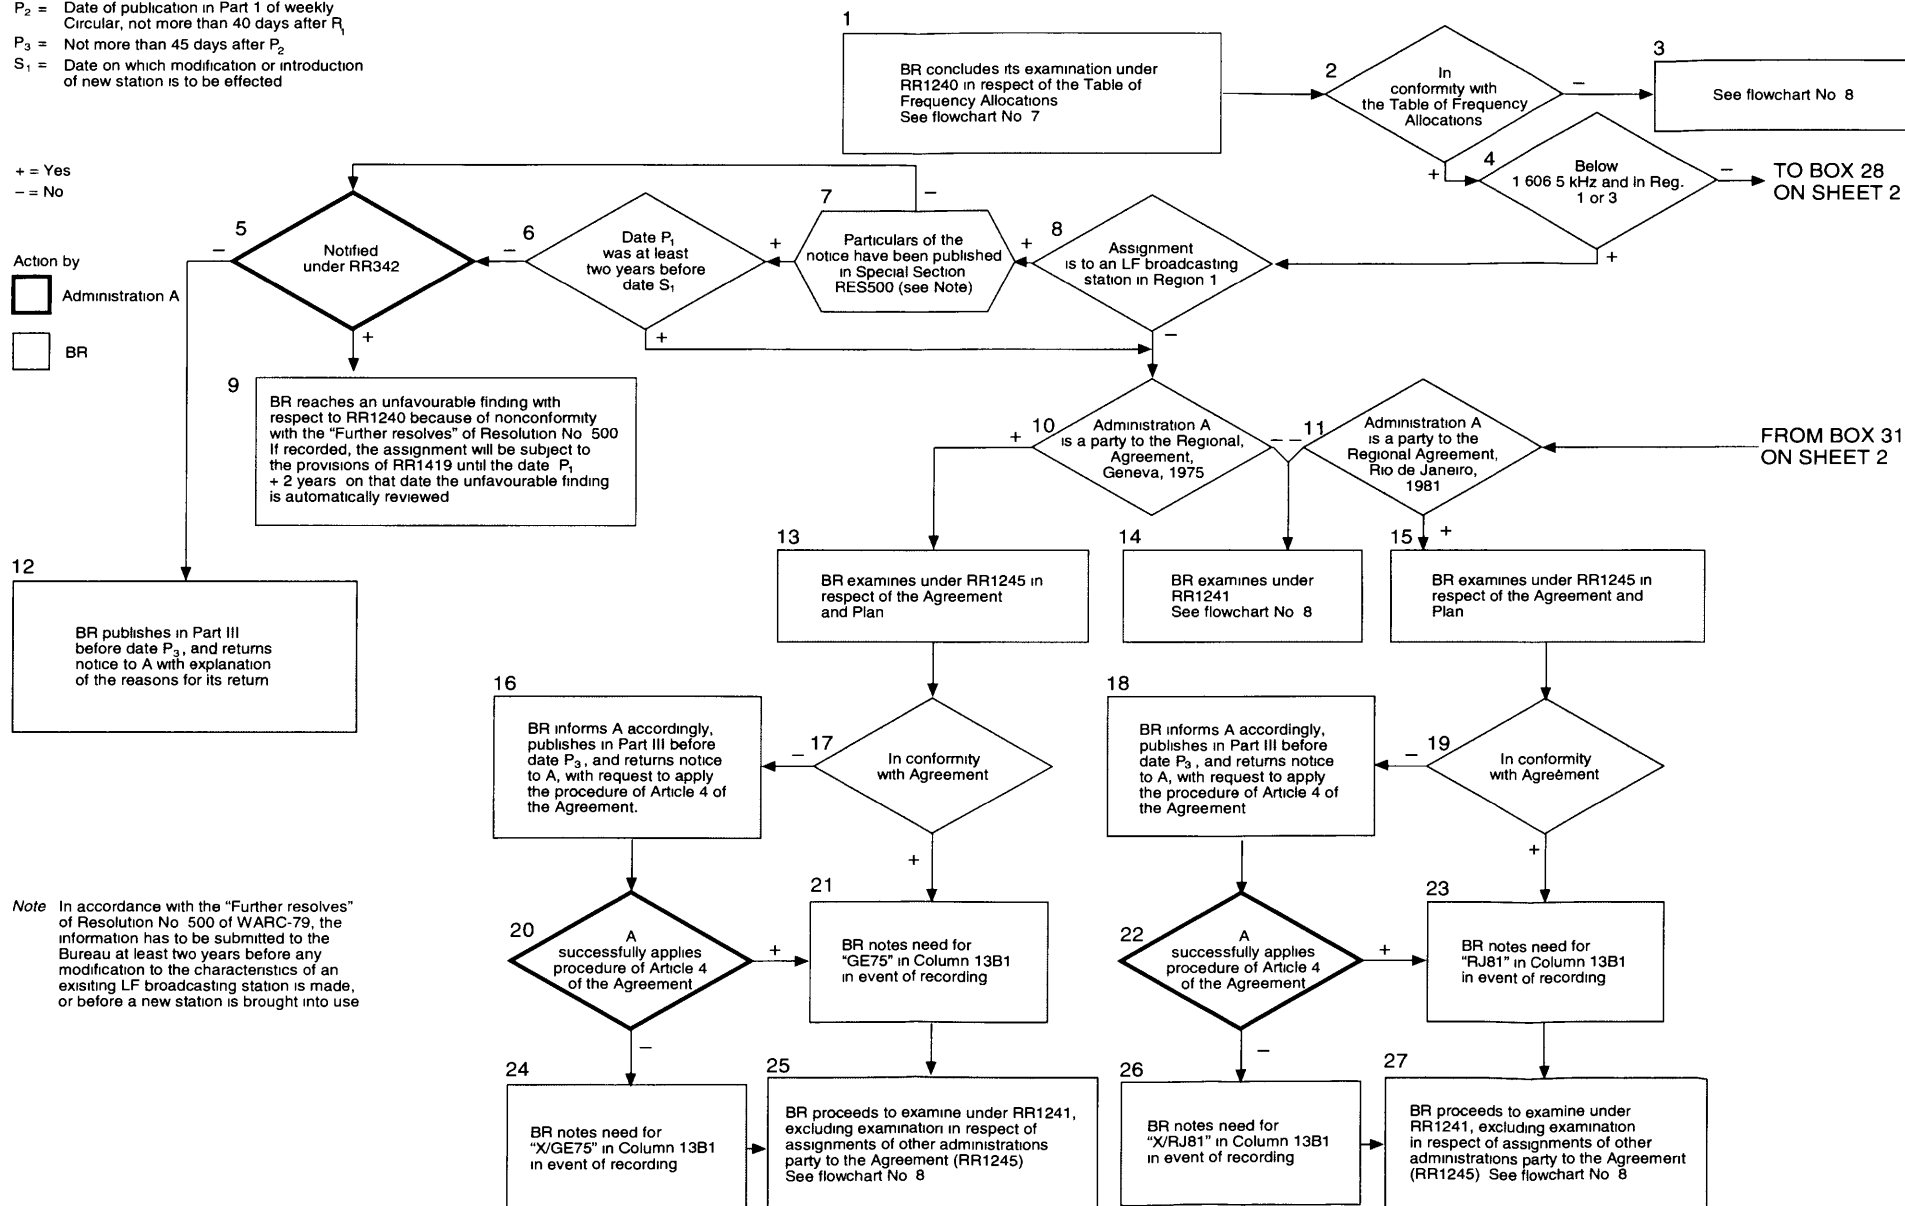 P2 = Date of publication in Part 1 of weekly
Circular, not more than 40 days after R1
P3 = Not more than 45 days after P2
S1 = Date on which modification or introduction
of new station is to be effected
+ = Yes
– = No
Action by
Administration A
BR
1
BR concludes its examination under
RR1240 in respect of the Table of
Frequency Allocations
See flowchart No 7
2
In
conformity with
the Table of Frequency
Allocations
–
+
3
See flowchart No 8
4
Below
1 606 5 kHz and in Reg.
1 or 3
–
+
TO BOX 28
ON SHEET 2
5
Notified
under RR342
–
+
6
Date P1
was at least
two years before
date S1
–
+
7
Particulars of the
notice have been published
in Special Section
RES500 (see Note)
–
+
8
Assignment
is to an LF broadcasting
station in Region 1
+
–
9
BR reaches an unfavourable finding with
respect to RR1240 because of nonconformity
with the “Further resolves” of Resolution No 500
If recorded, the assignment will be subject to
the provisions of RR1419 until the date P1
+ 2 years on that date the unfavourable finding
is automatically reviewed
10
Administration A
is a party to the Regional,
Agreement,
Geneva, 1975
+
–
11
Administration A
is a party to the
Regional Agreement,
Rio de Janeiro,
1981
–
+
FROM BOX 31
ON SHEET 2
12
BR publishes in Part III
before date P3, and returns
notice to A with explanation
of the reasons for its return
13
BR examines under RR1245 in
respect of the Agreement
and Plan
14
BR examines under
RR1241
See flowchart No 8
15
BR examines under RR1245 in
respect of the Agreement and
Plan
16
BR informs A accordingly,
publishes in Part III before
date P3, and returns notice
to A, with request to apply
the procedure of Article 4 of
the Agreement.
17
In conformity
with Agreement
–
+
18
BR informs A accordingly,
publishes in Part III before
date P3, and returns notice
to A, with request to apply
the procedure of Article 4 of
the Agreement
19
In conformity
with Agreement
–
+
Note In accordance with the “Further resolves”
of Resolution No 500 of WARC-79, the
information has to be submitted to the
Bureau at least two years before any
modification to the characteristics of an
exisiting LF broadcasting station is made,
or before a new station is brought into use
20
A
successfully applies
procedure of Article 4
of the Agreement
+
–
21
BR notes need for
“GE75” in Column 13B1
in event of recording
22
A
successfully applies
procedure of Article 4
of the Agreement
+
–
23
BR notes need for
“RJ81” in Column 13B1
in event of recording
24
BR notes need for
“X/GE75” in Column 13B1
in event of recording
25
BR proceeds to examine under RR1241,
excluding examination in respect of
assignments of other administrations
party to the Agreement (RR1245)
See flowchart No 8
26
BR notes need for
“X/RJ81” in Column 13B1
in event of recording
27
BR proceeds to examine under
RR1241, excluding examination
in respect of assignments of other
administrations party to the Agreement
(RR1245) See flowchart No 8